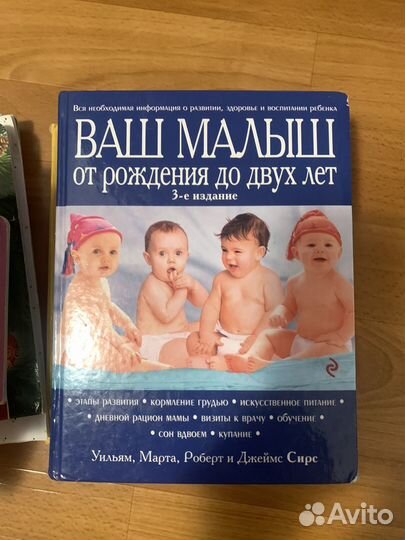 Вся необходимая информация о развитии, здоровье и воспитании ребенка
ВАШ МАЛЫШ
от рождения до двух лет
3-е издание
• этапы развития • кормление грудью • искусственное питание •
• дневной рацион мамы • визиты к врачу • обучение •
• сон вдвоем • купание •
Уильям, Марта, Роберт и Джеймс Сирс
Avito